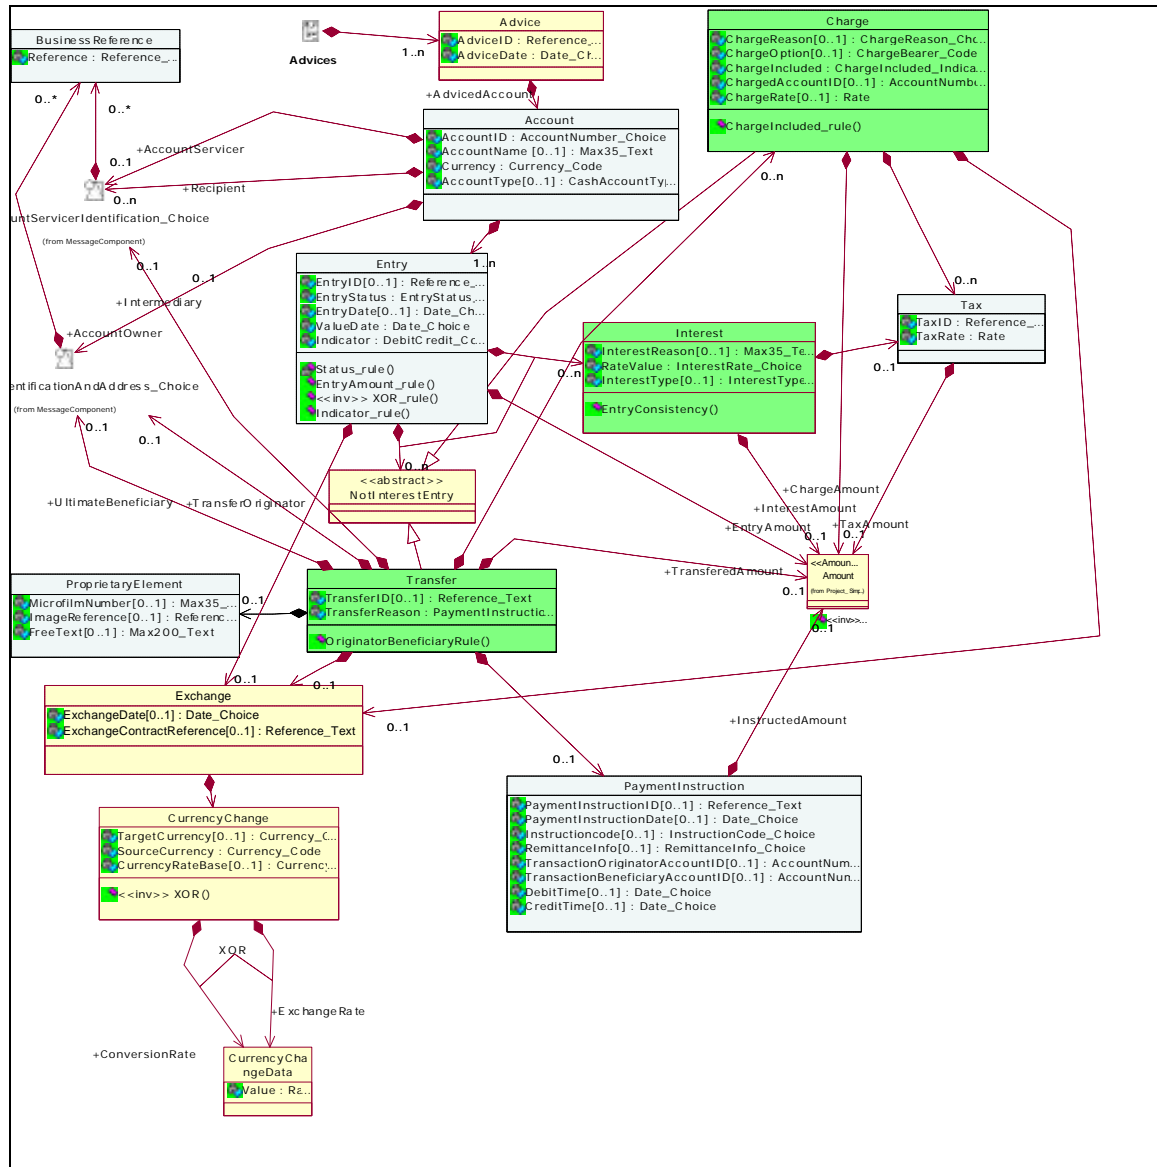 Advices
1..n
Advice
AdviceID : Reference_...
AdviceDate : Date_Ch...
+AdvicedAccount
BusinessReference
Reference : Reference_...
0..*
0..*
Charge
ChargeReason[0..1] : ChargeReason_Cho...
ChargeOption : ChargeBearer_Code
ChargeIncluded : ChargeIncluded_Indica...
ChargedAccountID[0..1] : AccountNumb...
ChargeRate[0..1] : Rate
ChargeIncluded_rule()
Account
AccountID : AccountNumber_Choice
AccountName [0..1] : Max35_Text
Currency : Currency_Code
AccountType[0..1] : CashAccountTy...
+AccountServicer
0..1
+Recipient
0..n
0..n
untServicerIdentification_Choice
(from MessageComponent)
0..1
0..1
+Intermediary
+AccountOwner
entificationAndAddress_Choice
(from MessageComponent)
0..1
0..1
1..n
Entry
EntryID[0..1] : Reference_...
EntryStatus : EntryStatus_...
EntryDate[0..1] : Date_Ch...
ValueDate : Date_Choice
Indicator : DebitCredit_Co...
Status_rule()
EntryAmount_rule()
<<inv>> XOR_rule()
Indicator_rule()
0..n
Interest
InterestReason[0..1] : Max35_Te...
RateValue : InterestRate_Choice
InterestType[0..1] : InterestType...
EntryConsistency()
0..n
Tax
TaxID : Reference_...
TaxRate : Rate
0..1
0..n
<<abstract>>
NotInterestEntry
+UltimateBeneficiary
+TransferOriginator
+ChargeAmount
+InterestAmount
+EntryAmount
+TaxAmount
0..1
0..1
+TransferedAmount
0..1
<<Amoun...
Amount
(from Project_Simp..)
<<inv>>...
0..1
ProprietaryElement
MicrofilmNumber[0..1] : Max35_...
ImageReference[0..1] : Referenc...
FreeText[0..1] : Max200_Text
0..1
Transfer
TransferID[0..1] : Reference_Text
TransferReason : PaymentInstructio...
OriginatorBeneficiaryRule()
0..1
0..1
Exchange
ExchangeDate[0..1] : Date_Choice
ExchangeContractReference[0..1] : Reference_Text
0..1
+InstructedAmount
0..1
PaymentInstruction
PaymentInstructionID[0..1] : Reference_Text
PaymentInstructionDate[0..1] : Date_Choice
Instructioncode[0..1] : InstructionCode_Choice
RemittanceInfo[0..1] : RemittanceInfo_Choice
TransactionOriginatorAccountID[0..1] : AccountNum...
TransactionBeneficiaryAccountID[0..1] : AccountNun...
DebitTime[0..1] : Date_Choice
CreditTime[0..1] : Date_Choice
CurrencyChange
TargetCurrency[0..1] : Currency_C...
SourceCurrency : Currency_Code
CurrencyRateBase[0..1] : Currency...
<<inv>> XOR()
XOR
+ExchangeRate
+ConversionRate
CurrencyCha
ngeData
Value : Ra...